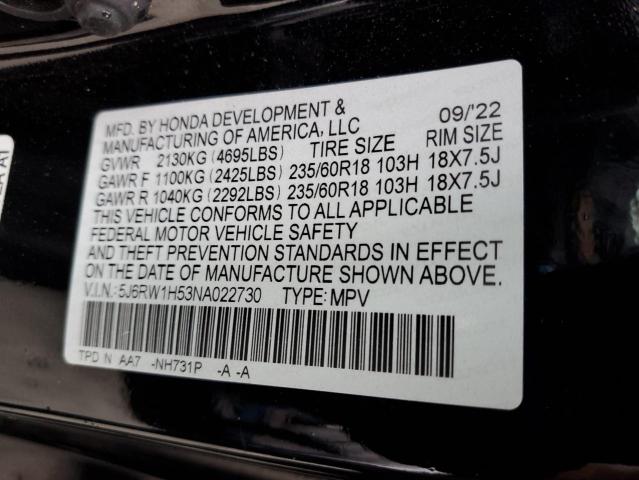 MFD. BY HONDA DEVELOPMENT & 09/'22
MANUFACTURING OF AMERICA, LLC
GVWR 2130KG (4695LBS) TIRE SIZE RIM SIZE
GAWR F 1100KG (2425LBS) 235/60R18 103H 18X7.5J
GAWR R 1040KG (2292LBS) 235/60R18 103H 18X7.5J
THIS VEHICLE CONFORMS TO ALL APPLICABLE
FEDERAL MOTOR VEHICLE SAFETY
AND THEFT PREVENTION STANDARDS IN EFFECT
ON THE DATE OF MANUFACTURE SHOWN ABOVE.
V.I.N.:5J6RW1H53NA022730 TYPE:MPV
TPD N AA7 -NH731P -A -A